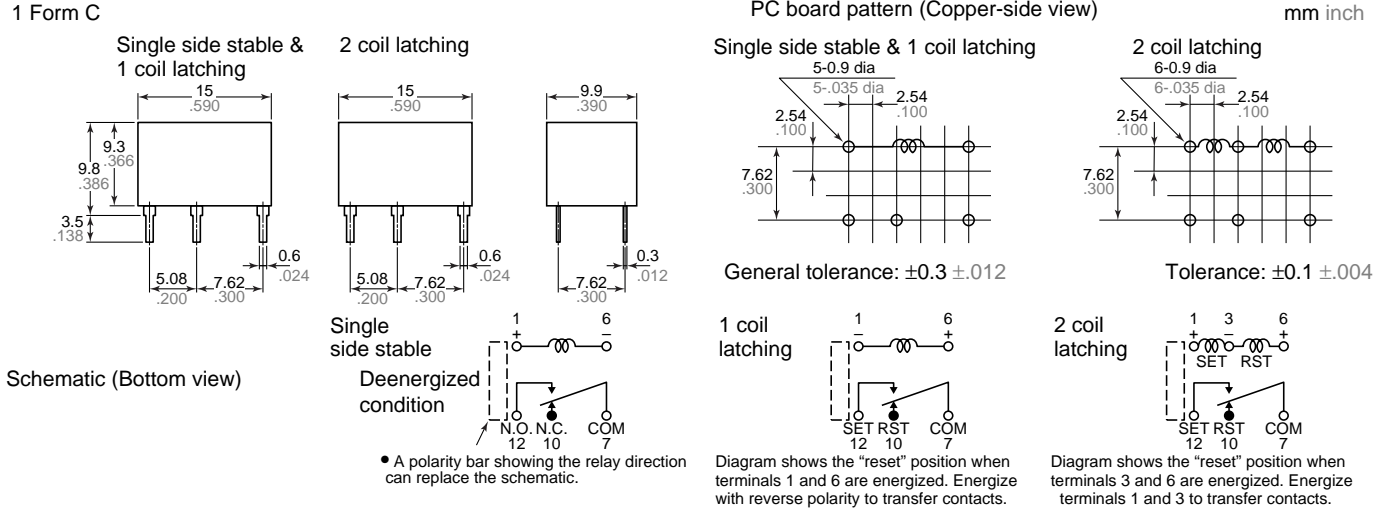 1 Form C
PC board pattern (Copper-side view)
mm inch
Single side stable &
1 coil latching
15
.590
9.3
.366
9.8
.386
3.5
.138
0.6
.024
5.08
.200
7.62
.300
2 coil latching
15
.590
0.6
.024
5.08
.200
7.62
.300
9.9
.390
0.3
.012
7.62
.300
Single side stable & 1 coil latching
5-0.9 dia
5-.035 dia
2.54
.100
2.54
.100
7.62
.300
2 coil latching
6-0.9 dia
6-.035 dia
2.54
.100
2.54
.100
7.62
.300
General tolerance: ±0.3 ±.012
Tolerance: ±0.1 ±.004
Schematic (Bottom view)
Single
side stable
Deenergized
condition
1 6
+ −
N.O. N.C. COM
12 10 7
● A polarity bar showing the relay direction
can replace the schematic.
1 coil
latching
1 6
− +
SET RST COM
12 10 7
Diagram shows the “reset” position when
terminals 1 and 6 are energized. Energize
with reverse polarity to transfer contacts.
2 coil
latching
1 3 6
+ − +
SET RST
SET RST COM
12 10 7
Diagram shows the “reset” position when
terminals 3 and 6 are energized. Energize
terminals 1 and 3 to transfer contacts.